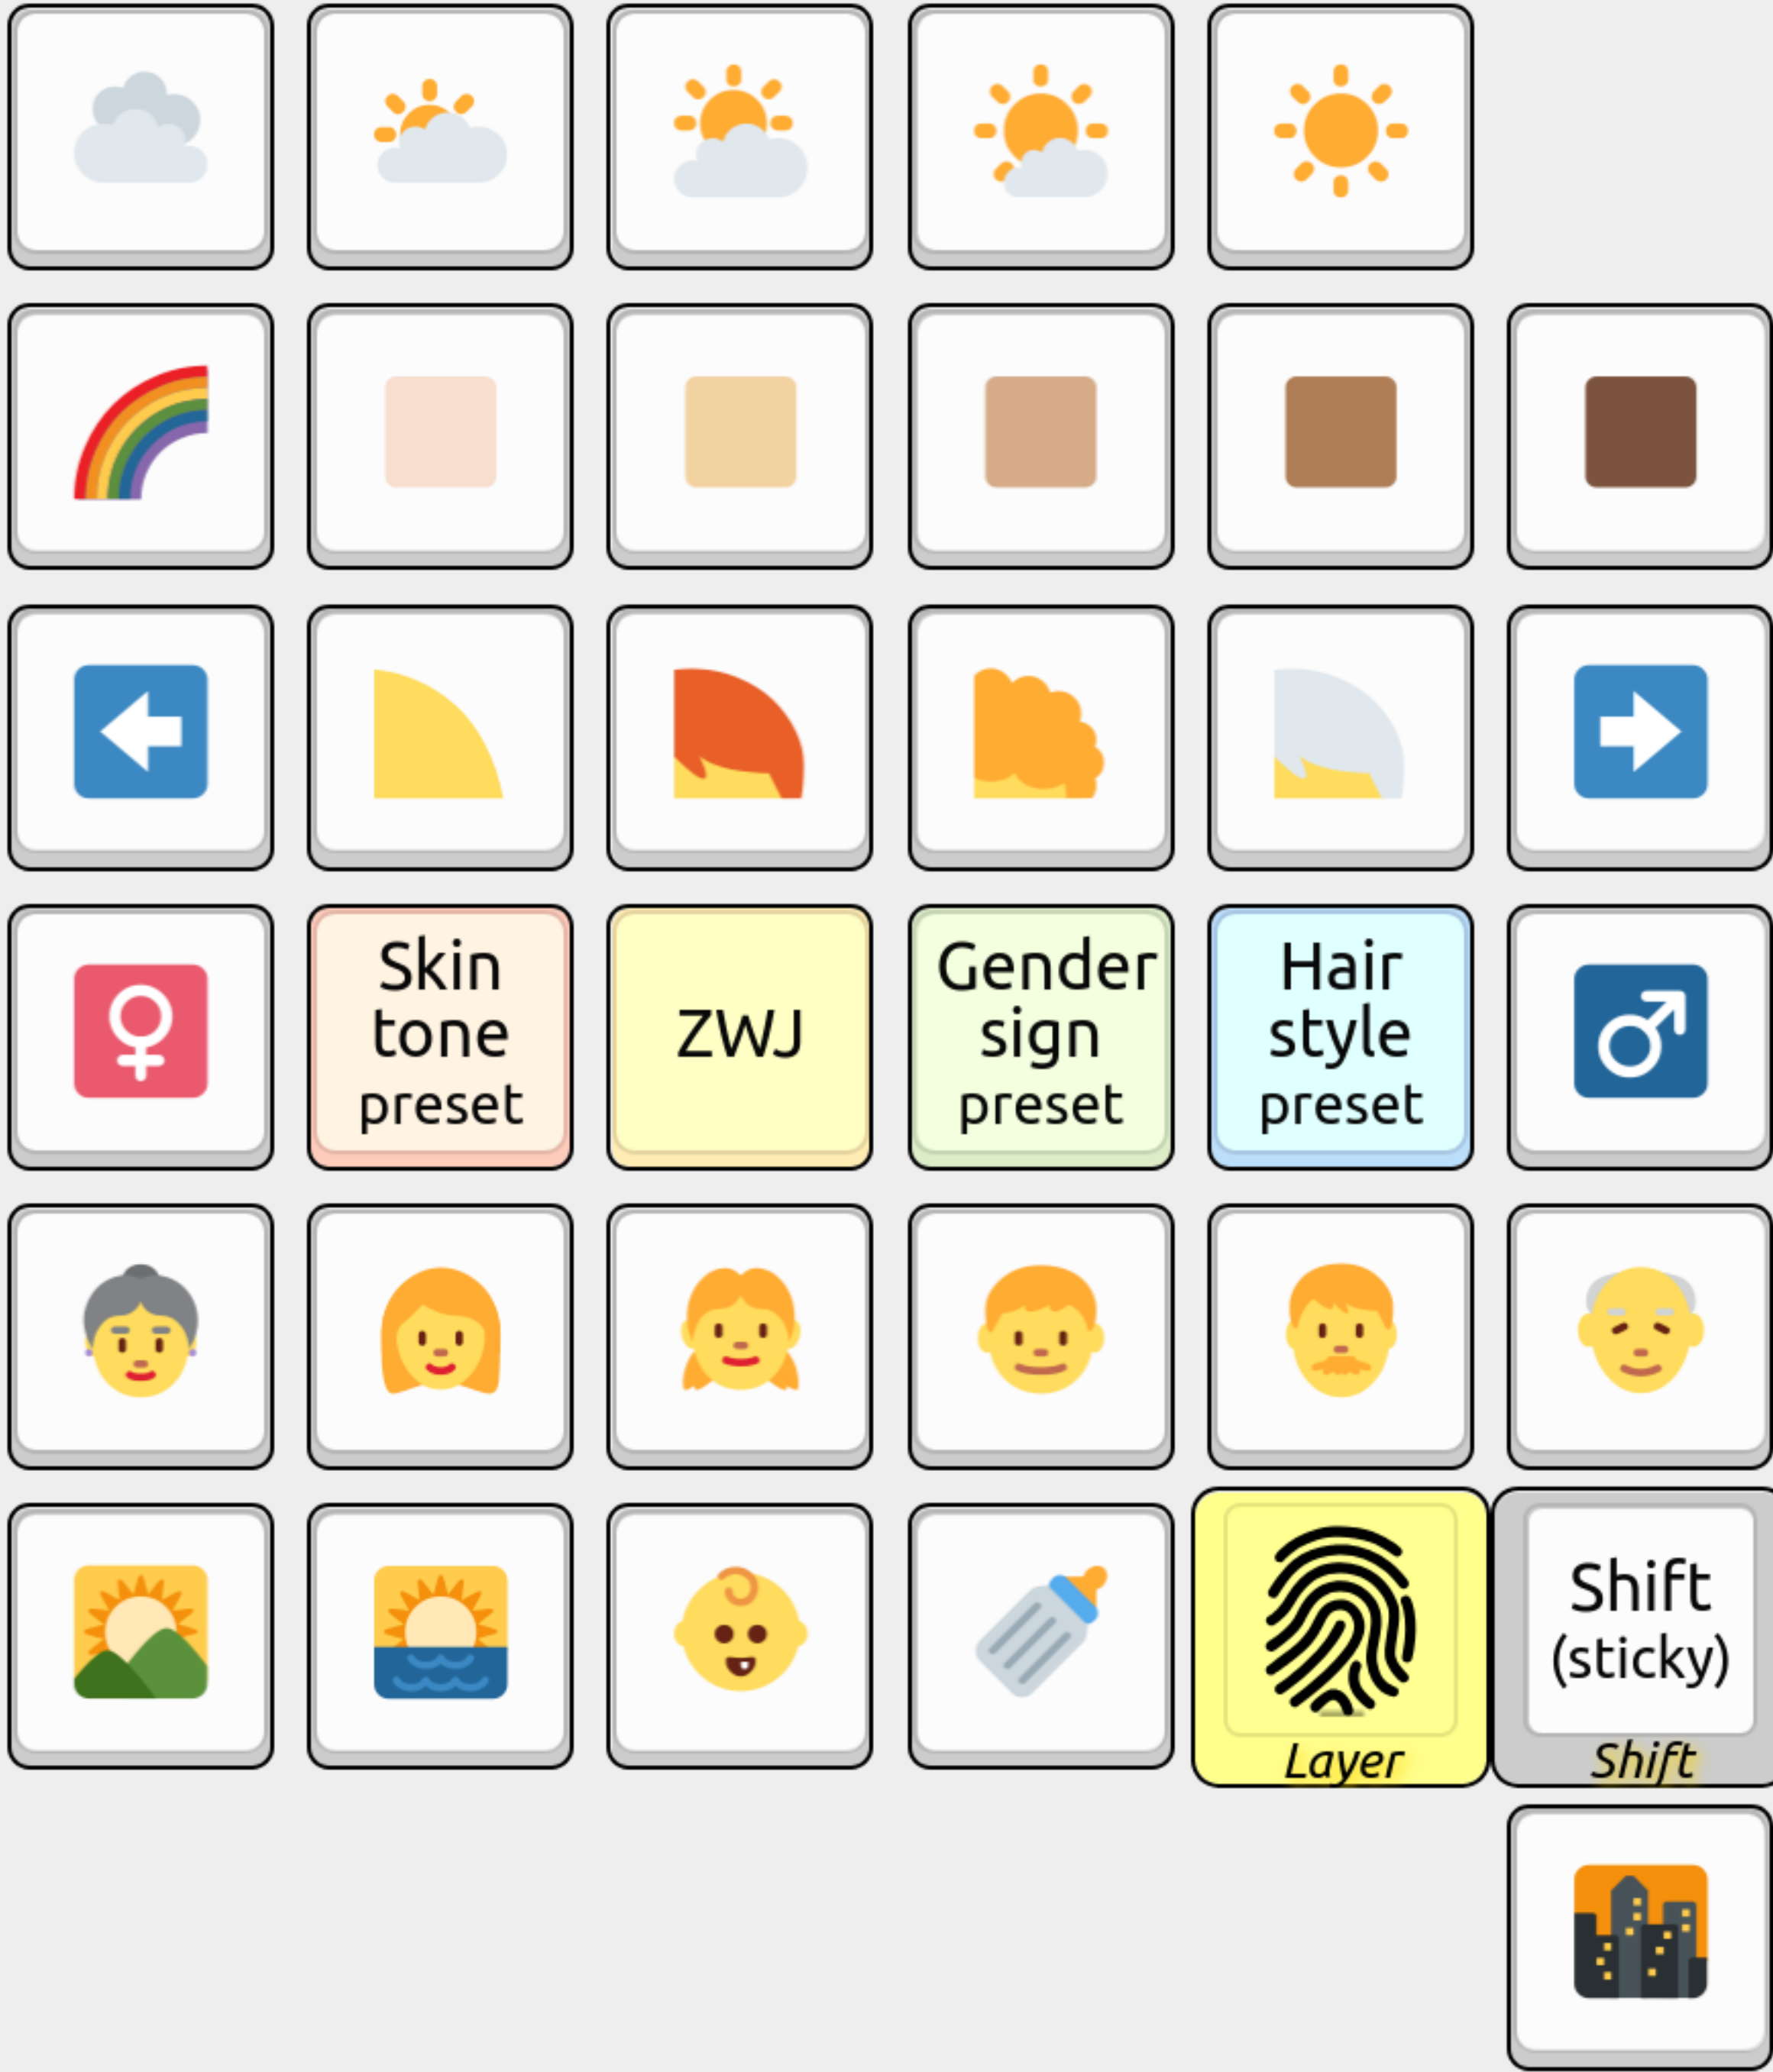 Skin
tone
preset
ZWJ
Gender
sign
preset
Hair
style
preset
Layer
Shift
(sticky)
Shift